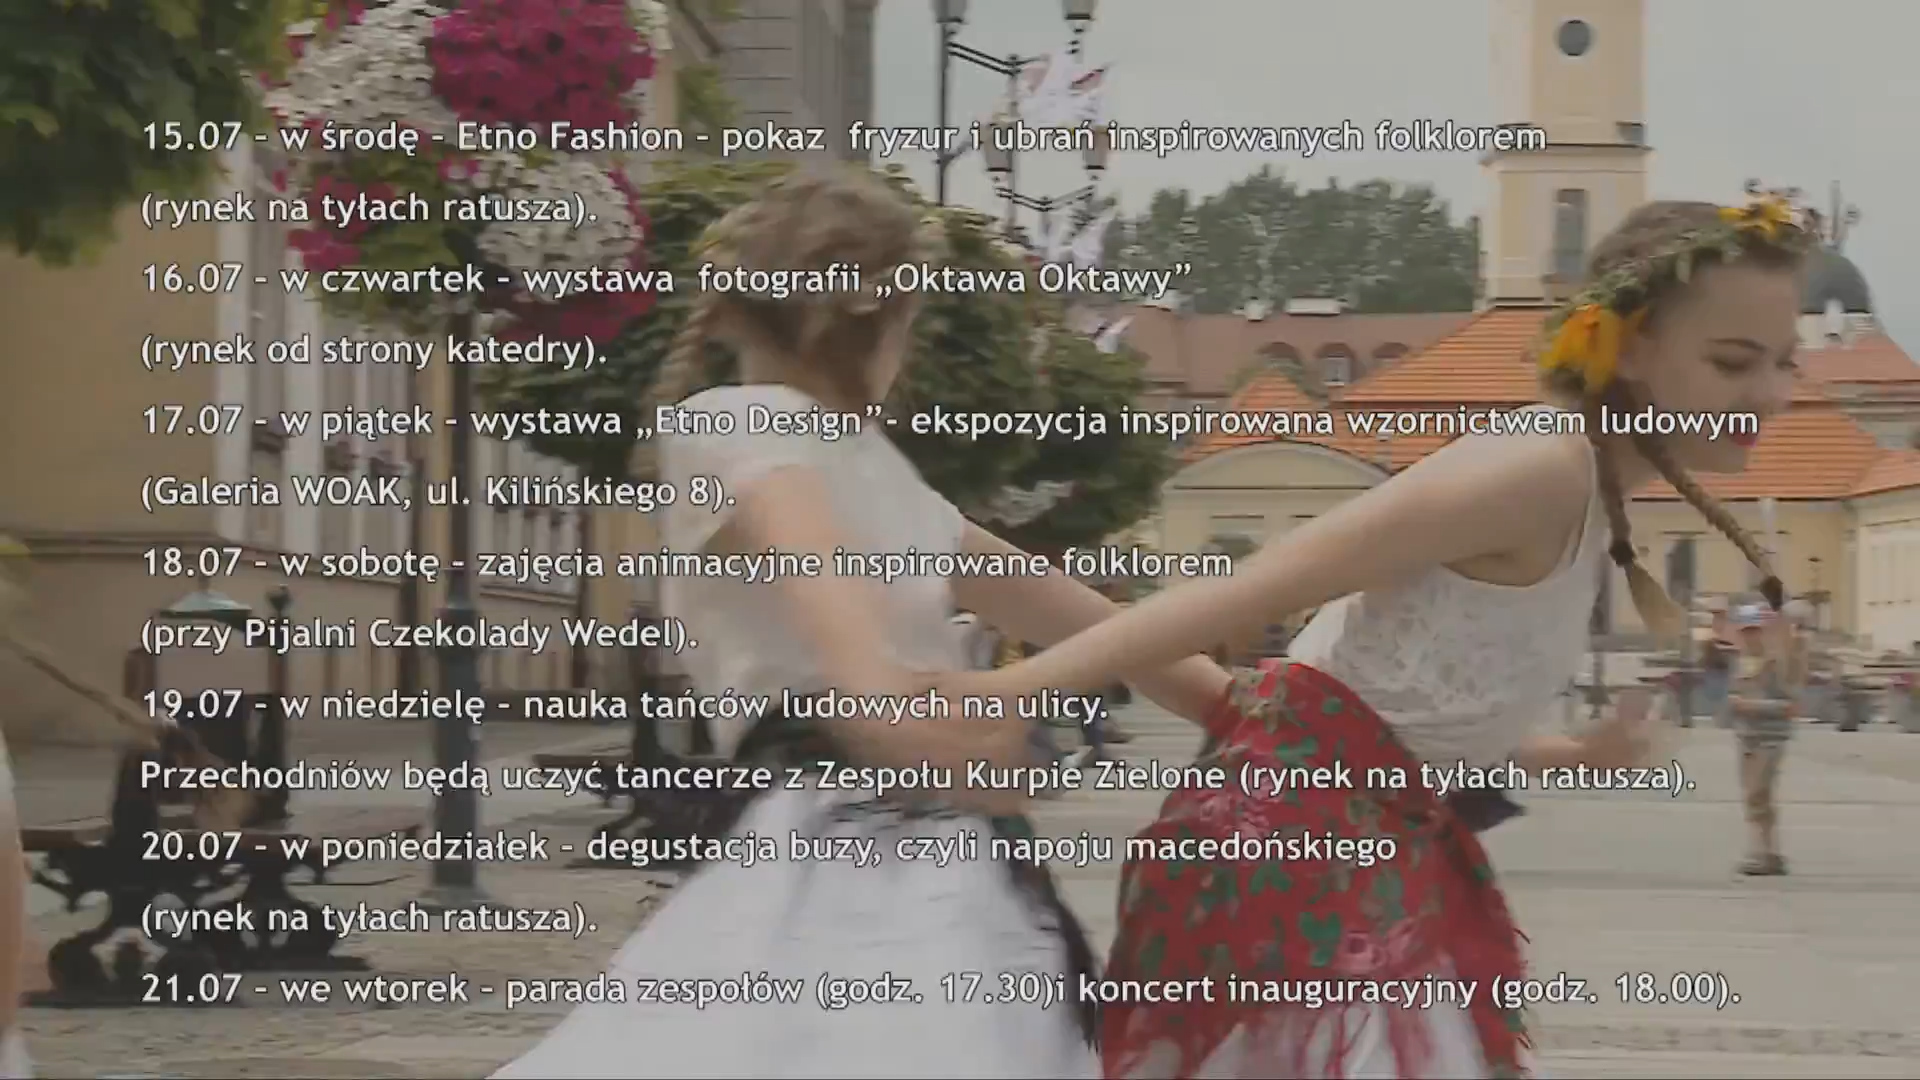 15.07 - w środę - Etno Fashion - pokaz  fryzur i ubrań inspirowanych folklorem
(rynek na tyłach ratusza).
16.07 - w czwartek - wystawa  fotografii „Oktawa Oktawy”
(rynek od strony katedry).
17.07 - w piątek - wystawa „Etno Design”- ekspozycja inspirowana wzornictwem ludowym
(Galeria WOAK, ul. Kilińskiego 8).
18.07 - w sobotę - zajęcia animacyjne inspirowane folklorem
(przy Pijalni Czekolady Wedel).
19.07 - w niedzielę - nauka tańców ludowych na ulicy.
Przechodniów będą uczyć tancerze z Zespołu Kurpie Zielone (rynek na tyłach ratusza).
20.07 - w poniedziałek - degustacja buzy, czyli napoju macedońskiego
(rynek na tyłach ratusza).
21.07 - we wtorek - parada zespołów (godz. 17.30)i koncert inauguracyjny (godz. 18.00).